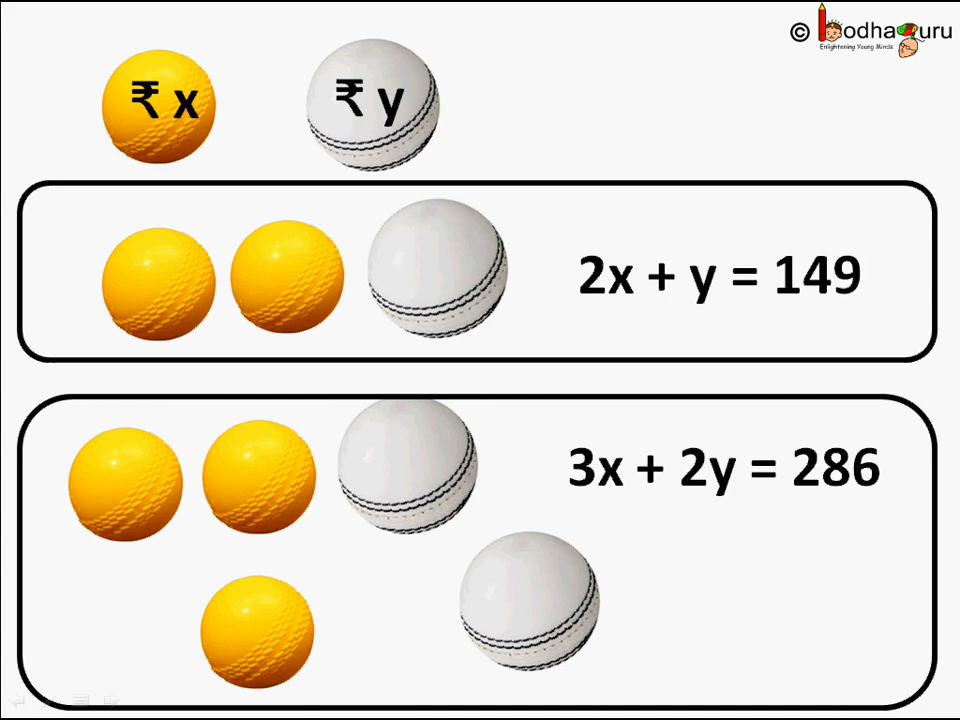 © BodhaGuru
Enlightening Young Minds
₹ x
₹ y
2x + y = 149
3x + 2y = 286